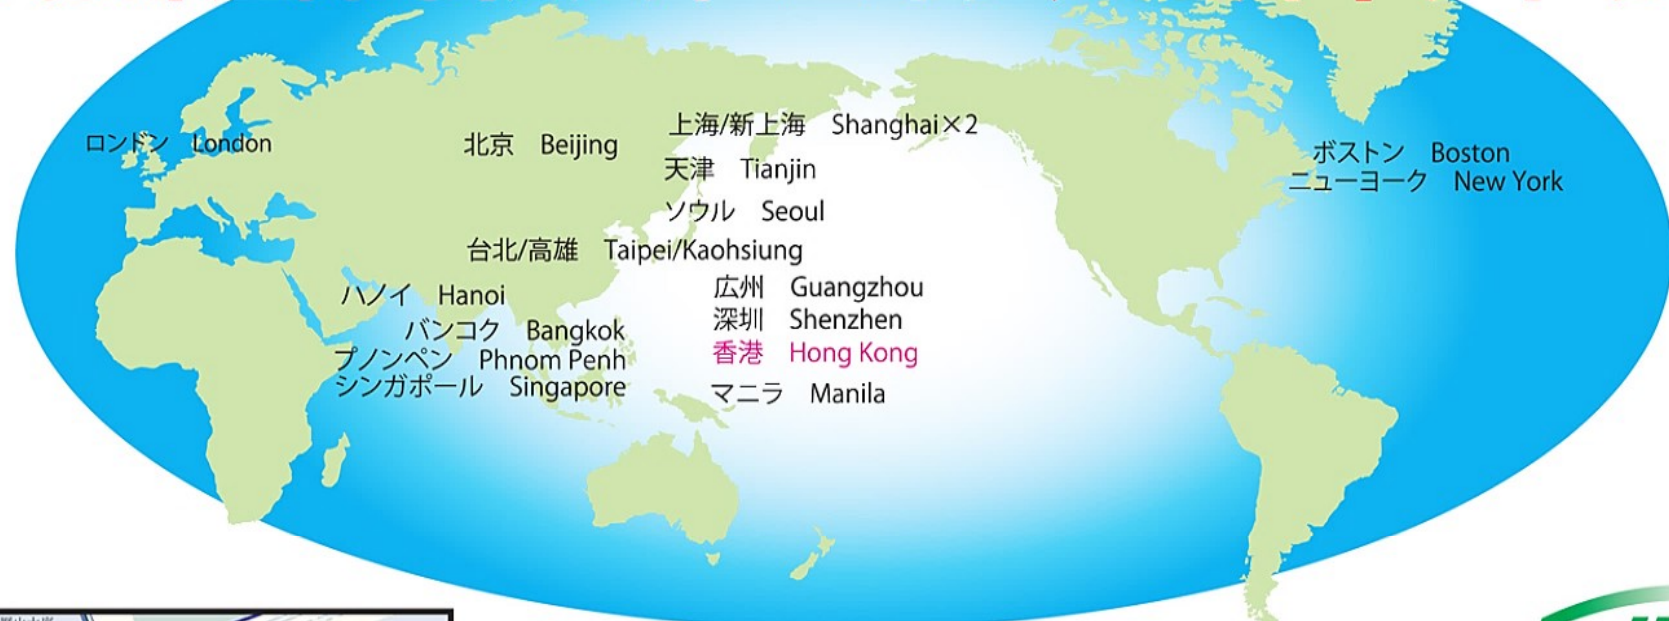 上海/新上海 Shanghai×2
ロンドン London
北京 Beijing
ボストン Boston
天津 Tianjin
ニューヨーク New York
ソウル Seoul
台北/高雄 Taipei/Kaohsiung
広州 Guangzhou
ハノイ Hanoi
深圳 Shenzhen
バンコク Bangkok
香港 Hong Kong
プノンペン Phnom Penh
シンガポール Singapore
マニラ Manila